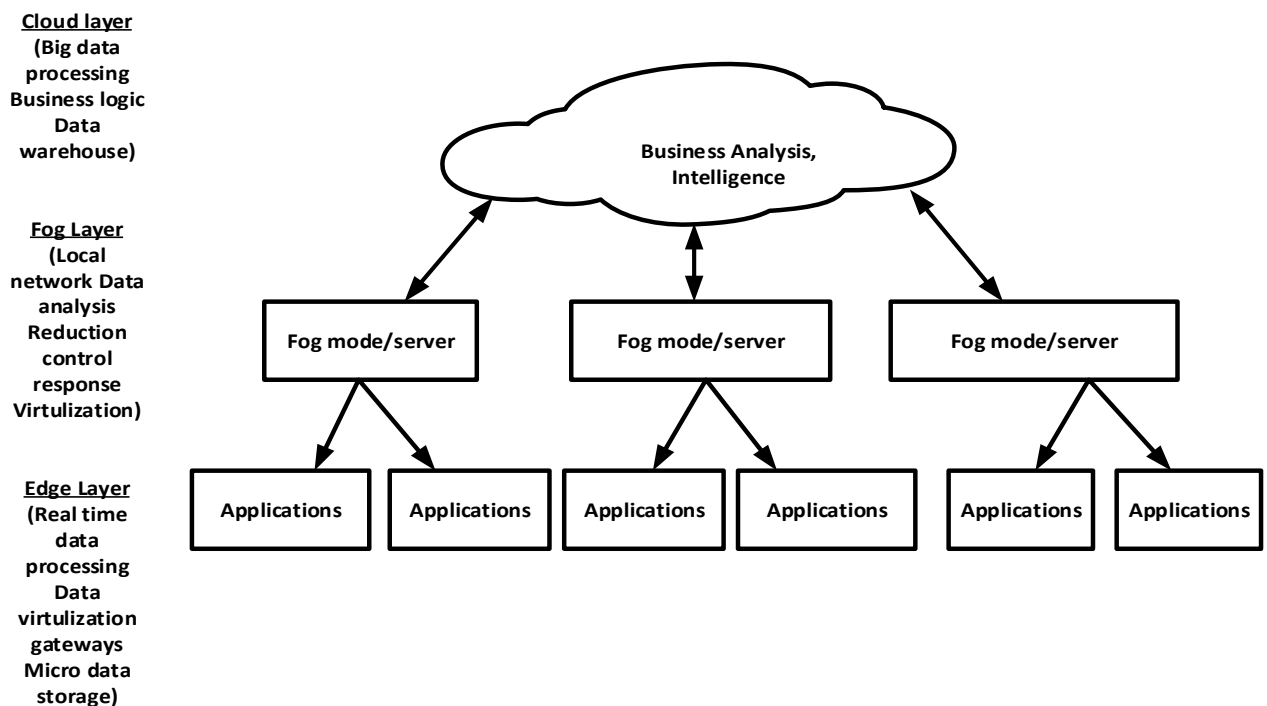 Cloud layer
(Big data
processing
Business logic
Data
warehouse)
Business Analysis,
Intelligence
Fog Layer
(Local
network Data
analysis
Reduction
control
response
Virtulization)
Fog mode/server
Fog mode/server
Fog mode/server
Edge Layer
(Real time
data
processing
Data
virtulization
gateways
Micro data
storage)
Applications
Applications
Applications
Applications
Applications
Applications